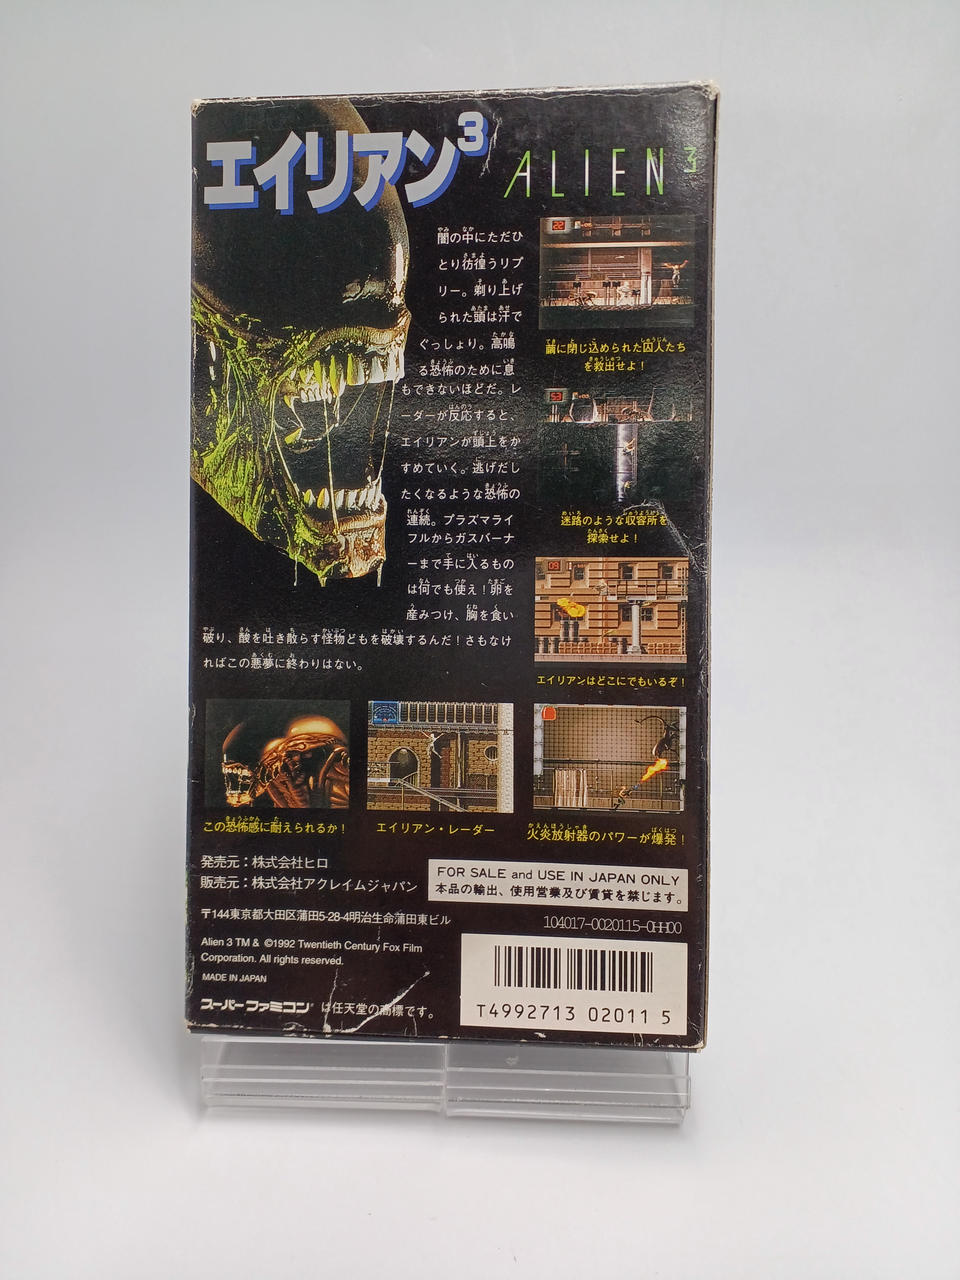 エイリアン3
ALIEN3
闇の中にただひ
とり彷徨うリプ
リー。剃り上げ
られた頭は汗で
ぐっしょり。高鳴
る恐怖のために息
もできないほどだ。レ
ーダーが反応すると、
エイリアンが頭上をか
すめていく。逃げだし
たくなるような恐怖の
連続。プラズマライ
フルからガスバーナ
ーまで手に入るもの
は何でも使え！卵を
産みつけ、胸を食い
破り、酸を吐き散らす怪物どもを破壊するんだ！さもなけ
ればこの悪夢に終わりはない。
繭に閉じ込められた囚人たち
を救出せよ！
迷路のような収容所を
探索せよ！
エイリアンはどこにでもいるぞ！
この恐怖感に耐えられるか！
エイリアン・レーダー
火炎放射器のパワーが爆発！
発売元：株式会社ヒロ
販売元：株式会社アクレイムジャパン
〒144東京都大田区蒲田5-28-4明治生命蒲田東ビル
Alien 3 TM & ©1992 Twentieth Century Fox Film
Corporation. All rights reserved.
MADE IN JAPAN
スーパーファミコン® は任天堂の商標です。
FOR SALE and USE IN JAPAN ONLY
本品の輸出、使用営業及び賃貸を禁じます。
104017-0020115-0HH00
T4992713 02011 5